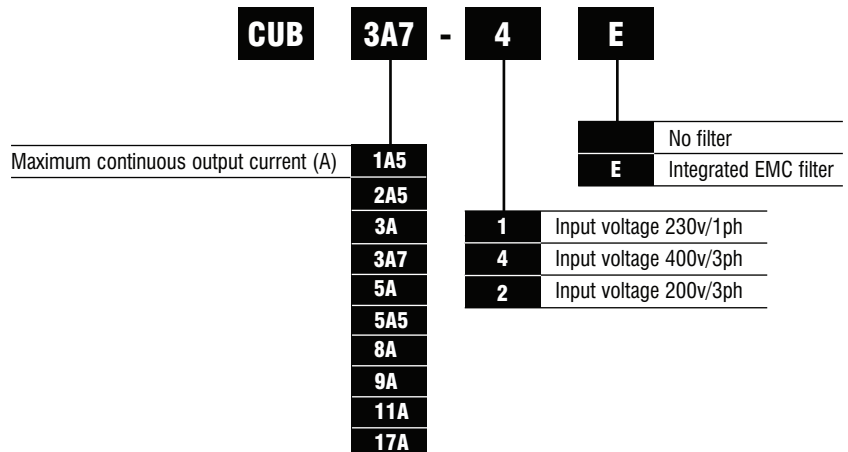 CUB 3A7 - 4 E
No filter
E Integrated EMC filter
Maximum continuous output current (A) 1A5
2A5
3A
3A7
5A
5A5
8A
9A
11A
17A
1 Input voltage 230v/1ph
4 Input voltage 400v/3ph
2 Input voltage 200v/3ph